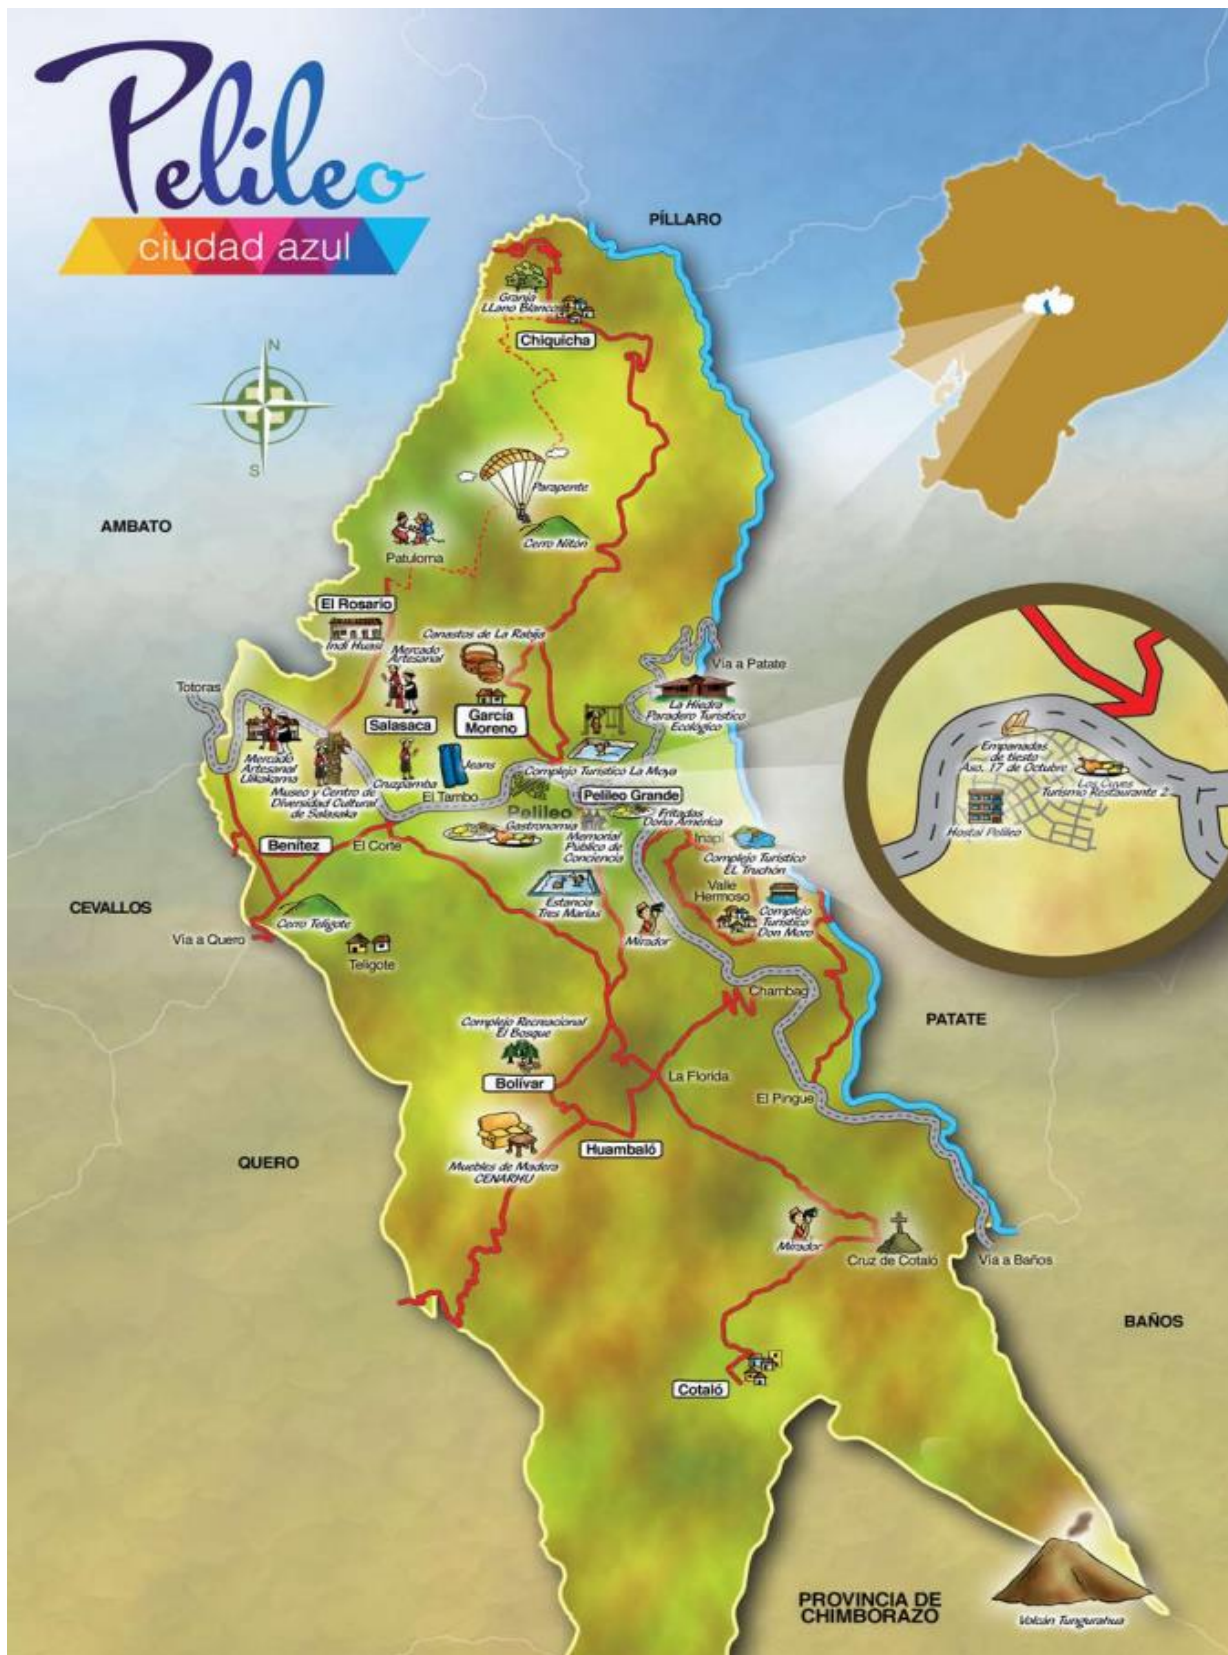 Pelileo
ciudad azul
PÍLLARO
N
S
Granja
LLano Blanco
Chiquicha
AMBATO
Parapente
Cerro Nitón
Patuloma
El Rosario
Indi Huasi
Canastos de La Rabija
Mercado
Artesanal
Vía a Patate
Totoras
Salasaca
García
Moreno
La Hiedra
Paradero Turístico
Ecológico
Mercado
Artesanal
Llikakama
Museo y Centro de
Diversidad Cultural
de Salasaka
Cruzpamba
Jeans
El Tambo
Complejo Turístico La Moya
Pelileo
Pelileo Grande
Fritadas
Doña América
Gastronomía
Memorial
Público de
Conciencia
Inapi
Complejo Turístico
EL Truchón
Benítez
El Corte
Estancia
Tres Marías
Valle
Hermoso
Complejo
Turístico
Don Moro
Mirador
CEVALLOS
Cerro Teligote
Vía a Quero
Teligote
Empanadas
de tiesto
Aso. 17 de Octubre
Los Cuyes
Turismo Restaurante 2
Hostal Pelileo
Chambag
PATATE
Complejo Recreacional
El Bosque
Bolívar
La Florida
El Pingue
QUERO
Huambaló
Muebles de Madera
CENARHU
Mirador
Cruz de Cotaló
Vía a Baños
BAÑOS
Cotaló
PROVINCIA DE
CHIMBORAZO
Volcán Tungurahua